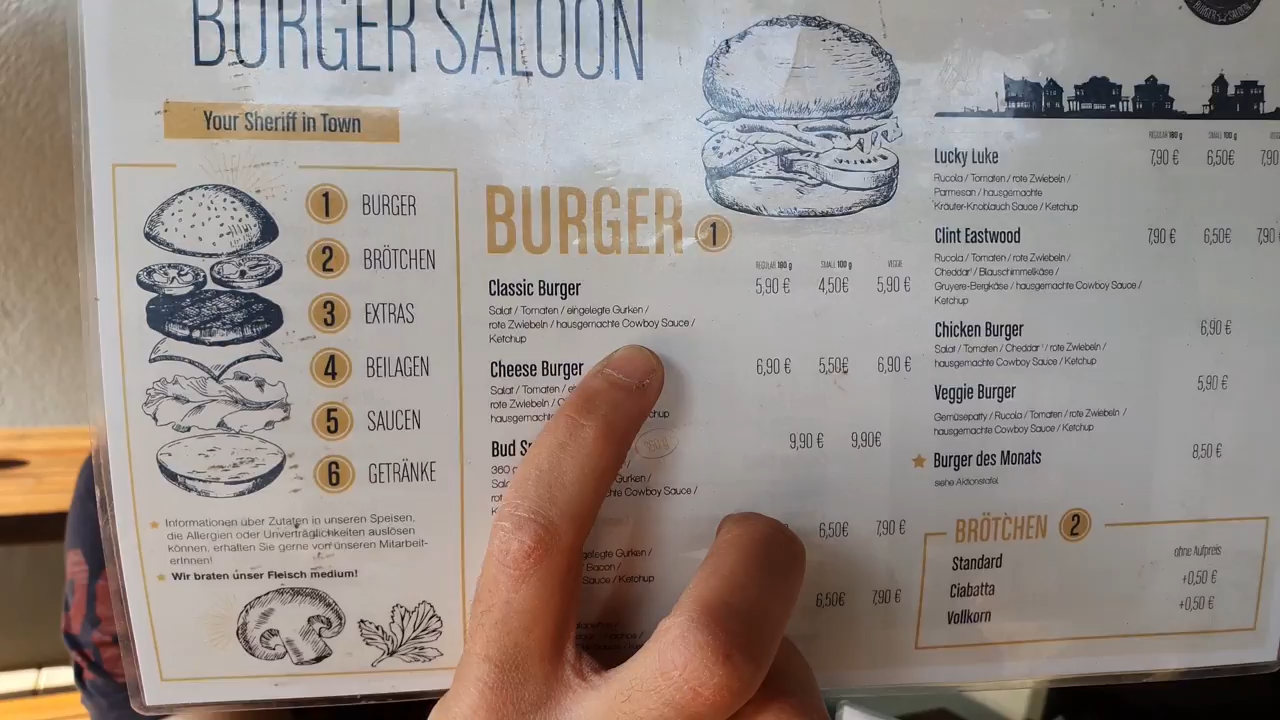 BURGER SALOON
Your Sheriff in Town
1 BURGER
2 BRÖTCHEN
3 EXTRAS
4 BEILAGEN
5 SAUCEN
6 GETRÄNKE
Informationen über Zutaten in unseren Speisen,
die Allergien oder Unverträglichkeiten auslösen
können, erhalten Sie gerne von unseren Mitarbeit-
erInnen!
Wir braten unser Fleisch medium!
BURGER 1
REGULAR 180 g SMALL 100 g VEGGIE
Classic Burger 5,90 € 4,50€ 5,90 €
Salat / Tomaten / eingelegte Gurken /
rote Zwiebeln / hausgemachte Cowboy Sauce /
Ketchup
Cheese Burger 6,90 € 5,50€ 6,90 €
Salat / Tomaten /
rote Zwiebeln /
Bud 9,90 € 9,90€
360
Gurken /
Cowboy Sauce /
6,50€ 7,90 €
Gurken /
Bacon /
Sauce / Ketchup
6,50€ 7,90 €
BURGER SALOON
REGULAR 180 g SMALL 100 g
Lucky Luke 7,90 € 6,50€ 7,90
Rucola / Tomaten / rote Zwiebeln /
Parmesan / hausgemachte
Kräuter-Knoblauch Sauce / Ketchup
Clint Eastwood 7,90 € 6,50€ 7,90
Rucola / Tomaten / rote Zwiebeln /
Cheddar¹ / Blauschimmelkäse /
Gruyere-Bergkäse / hausgemachte Cowboy Sauce /
Ketchup
Chicken Burger 6,90 €
Salat / Tomaten / Cheddar ¹ / rote Zwiebeln /
hausgemachte Cowboy Sauce / Ketchup
Veggie Burger 5,90 €
Gemüsepatty / Rucola / Tomaten / rote Zwiebeln /
hausgemachte Cowboy Sauce / Ketchup
Burger des Monats 8,50 €
siehe Aktionstafel
BRÖTCHEN 2
Standard ohne Aufpreis
Ciabatta +0,50 €
Vollkorn +0,50 €